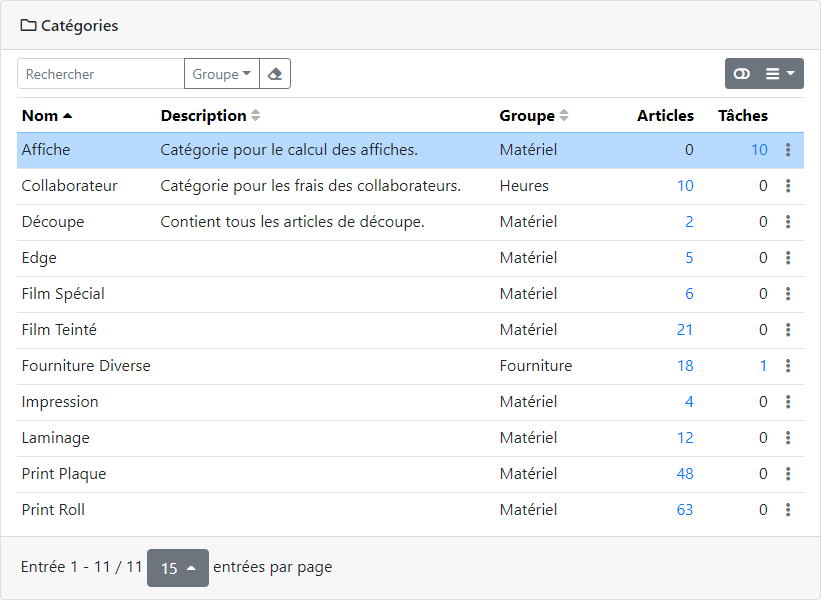 Catégories
Rechercher Groupe
Nom Description Groupe Articles Tâches
Affiche Catégorie pour le calcul des affiches. Matériel 0 10
Collaborateur Catégorie pour les frais des collaborateurs. Heures 10 0
Découpe Contient tous les articles de découpe. Matériel 2 0
Edge Matériel 5 0
Film Spécial Matériel 6 0
Film Teinté Matériel 21 0
Fourniture Diverse Fourniture 18 1
Impression Matériel 4 0
Laminage Matériel 12 0
Print Plaque Matériel 48 0
Print Roll Matériel 63 0
Entrée 1 - 11 / 11 15 entrées par page